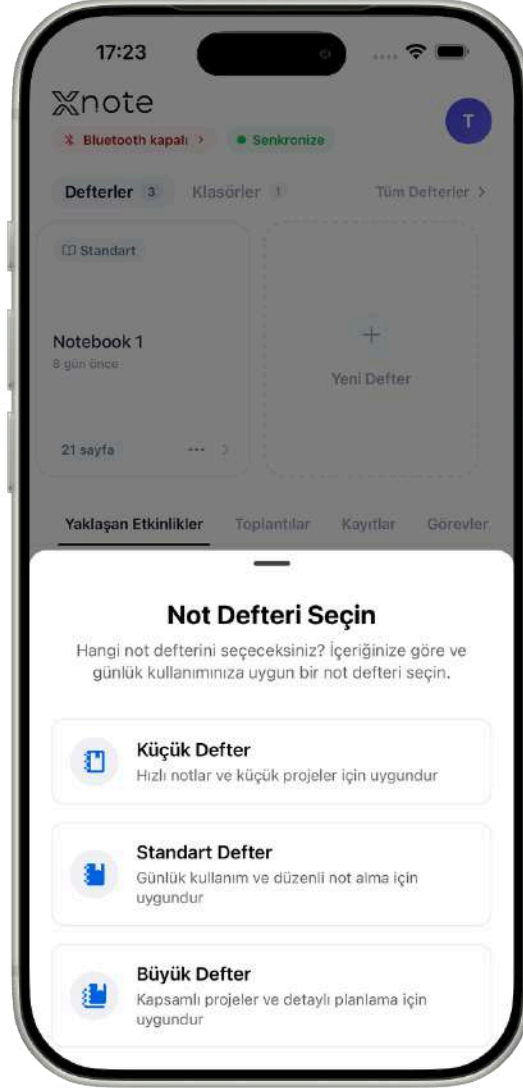 17:23
Xnote
Bluetooth kapalı >
Senkronize
T
Defterler 3
Klasörler 1
Tüm Defterler >
Standart
Notebook 1
8 gün önce
21 sayfa
Yeni Defter
Yaklaşan Etkinlikler
Toplantılar
Kayıtlar
Görevler
Not Defteri Seçin
Hangi not defterini seçeceksiniz? İçeriğinize göre ve
günlük kullanımınıza uygun bir not defteri seçin.
Küçük Defter
Hızlı notlar ve küçük projeler için uygundur
Standart Defter
Günlük kullanım ve düzenli not alma için
uygundur
Büyük Defter
Kapsamlı projeler ve detaylı planlama için
uygundur